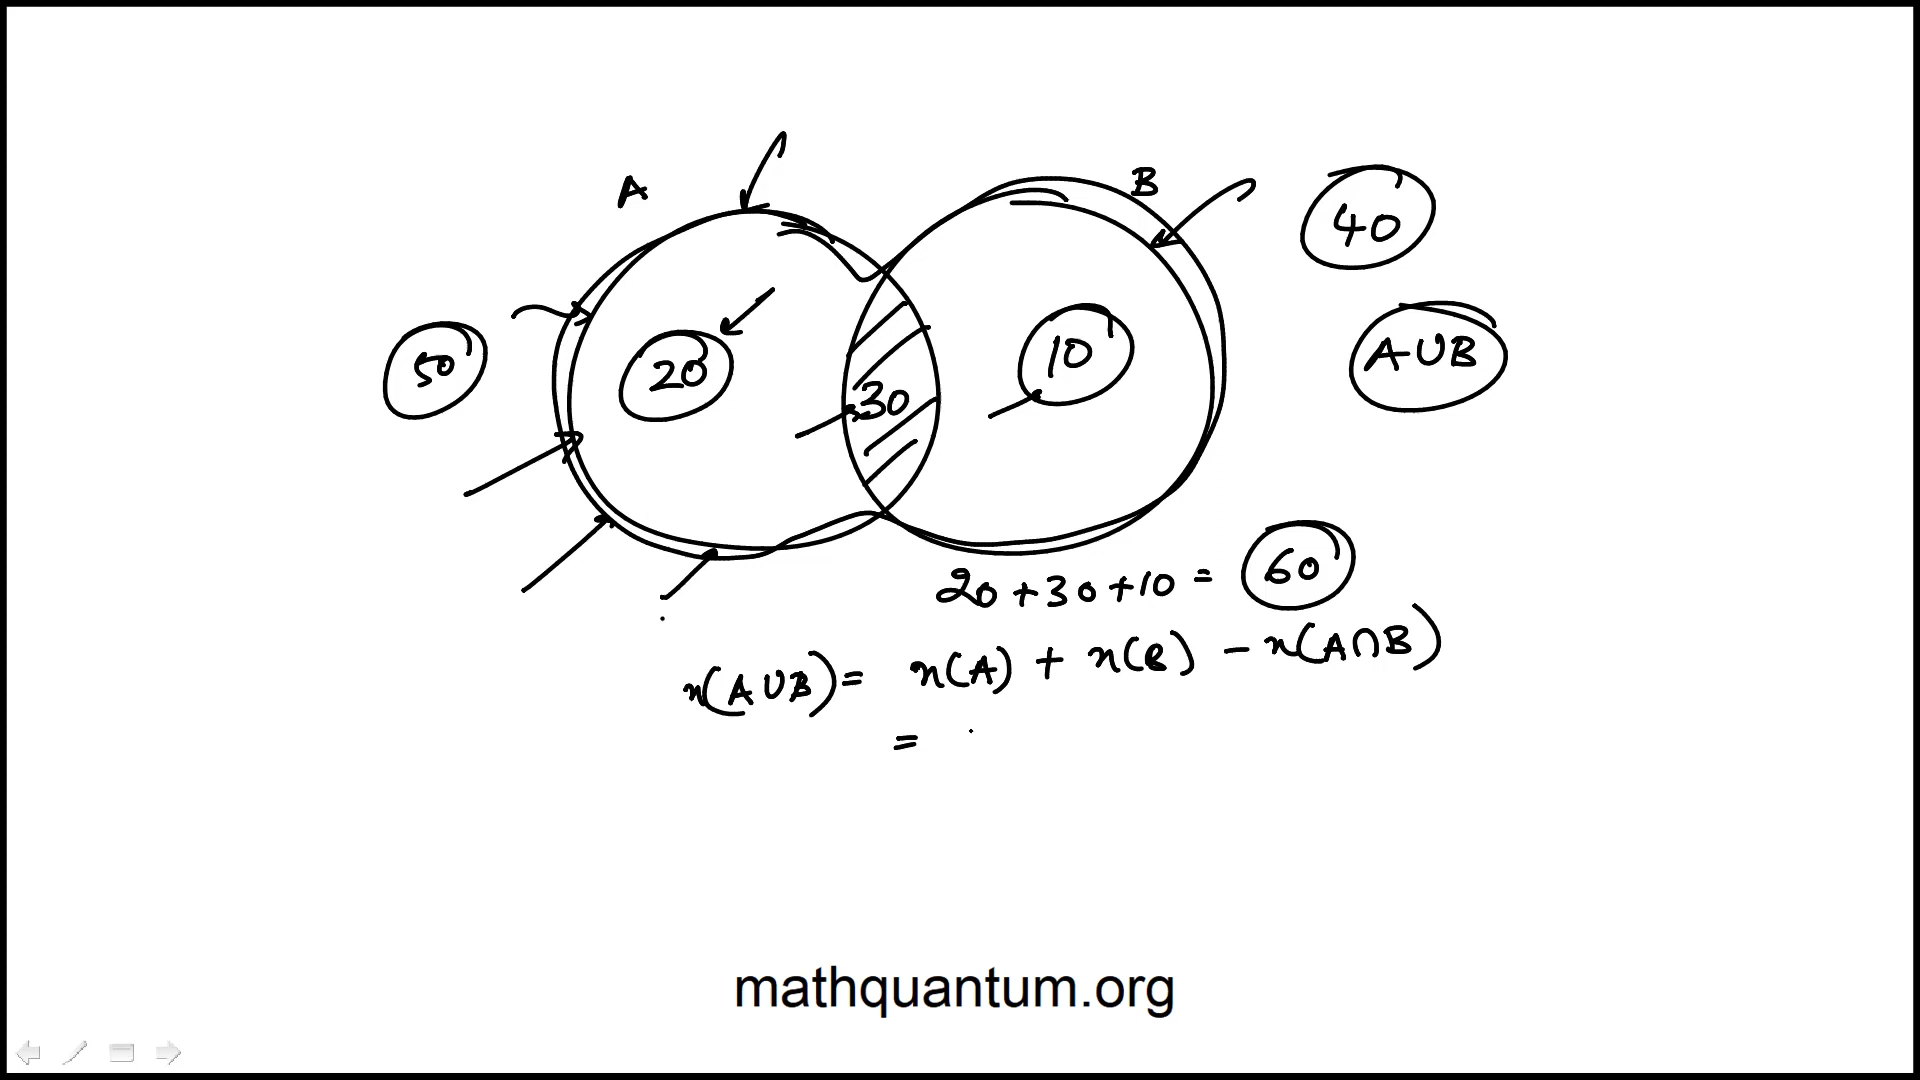 A
B
40
50
20
30
10
A∪B
20+30+10 = 60
n(A∪B) = n(A) + n(B) - n(A∩B)
=
mathquantum.org